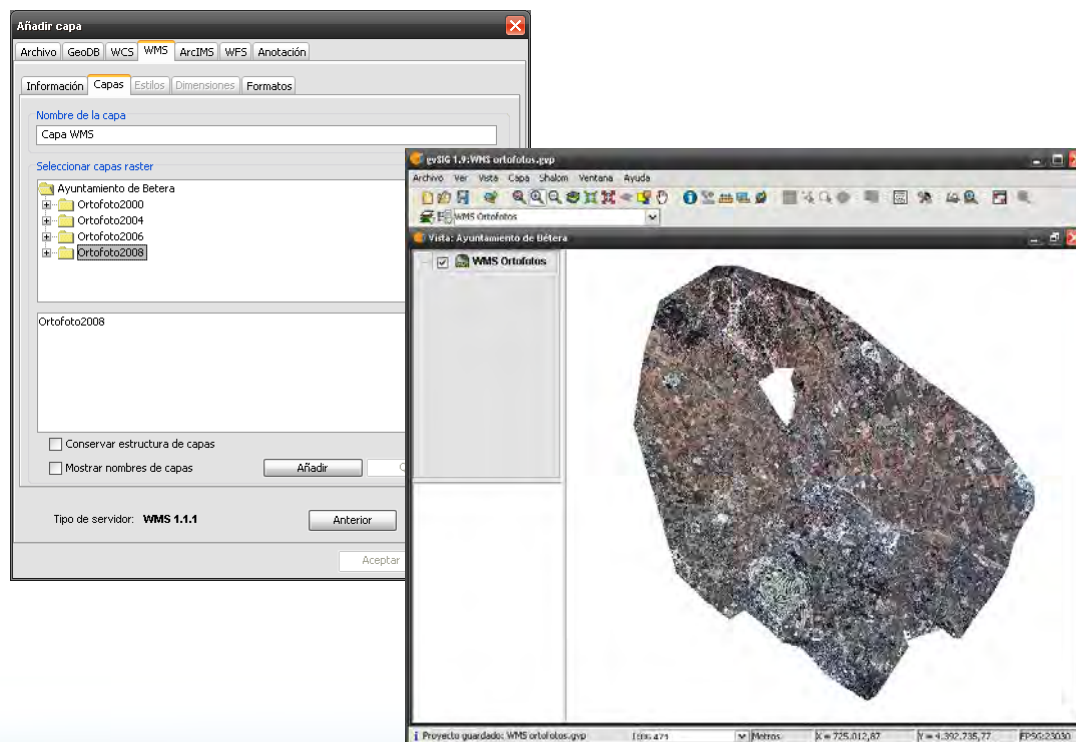 Añadir capa
Archivo GeoDB WCS WMS ArcIMS WFS Anotación
Información Capas Estilos Dimensiones Formatos
Nombre de la capa
Capa WMS
Seleccionar capas raster
Ayuntamiento de Betera
Ortofoto2000
Ortofoto2004
Ortofoto2006
Ortofoto2008
Ortofoto2008
Conservar estructura de capas
Mostrar nombres de capas
Añadir
Tipo de servidor: WMS 1.1.1
Anterior
Aceptar
gvSIG 1.9:WMS ortofotos.gvp
Archivo Ver Vista Capa Shalom Ventana Ayuda
WMS Ortofotos
Vista: Ayuntamiento de Bétera
WMS Ortofotos
Proyecto guardado: WMS ortofotos.gvp
Metros
X = 725.012,87
Y = 4.392.735,77
EPSG:23030